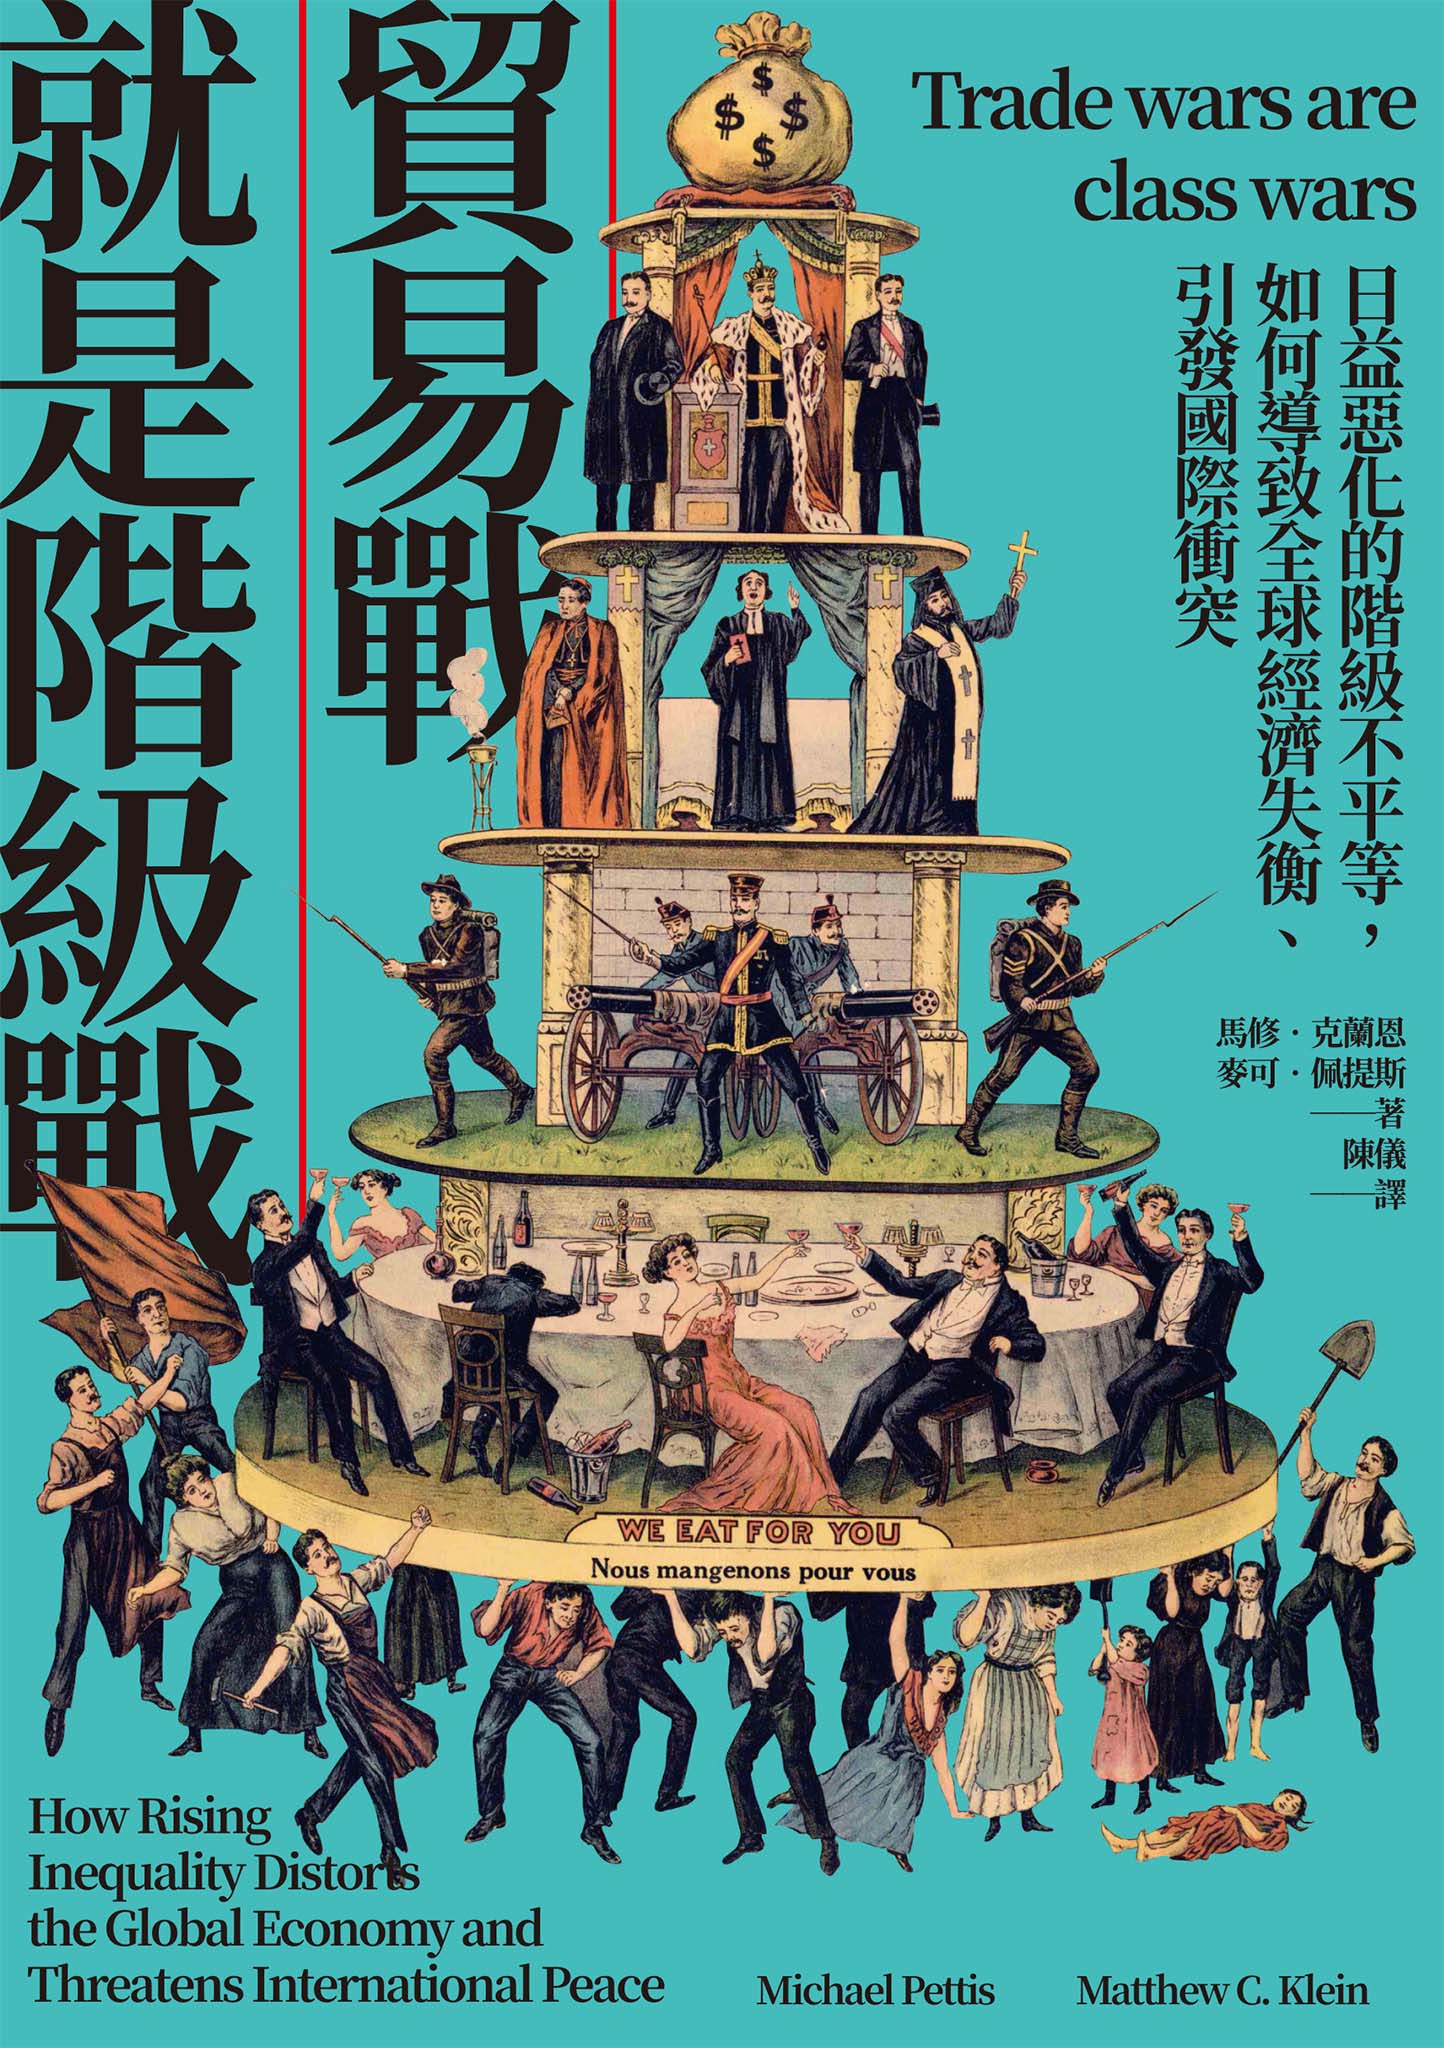 貿易戰
就是階級戰
Trade wars are
class wars
日益惡化的階級不平等，
如何導致全球經濟失衡、
引發國際衝突
馬修．克蘭恩
麥可．佩提斯
——著
陳儀
——譯
$
$ $
$
WE EAT FOR YOU
Nous mangenons pour vous
How Rising
Inequality Distorts
the Global Economy and
Threatens International Peace
Michael Pettis
Matthew C. Klein